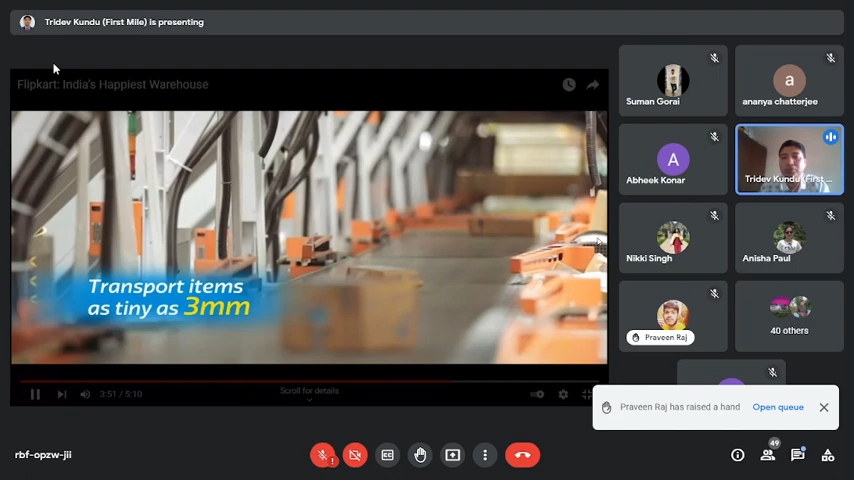 Tridev Kundu (First Mile) is presenting
Flipkart: India's Happiest Warehouse
Transport items
as tiny as 3mm
3:51 / 5:10
Scroll for details
Suman Gorai
a
ananya chatterjee
A
Abheek Konar
Tridev Kundu (First ...
Nikki Singh
Anisha Paul
Praveen Raj
40 others
Praveen Raj has raised a hand
Open queue
rbf-opzw-jii
49